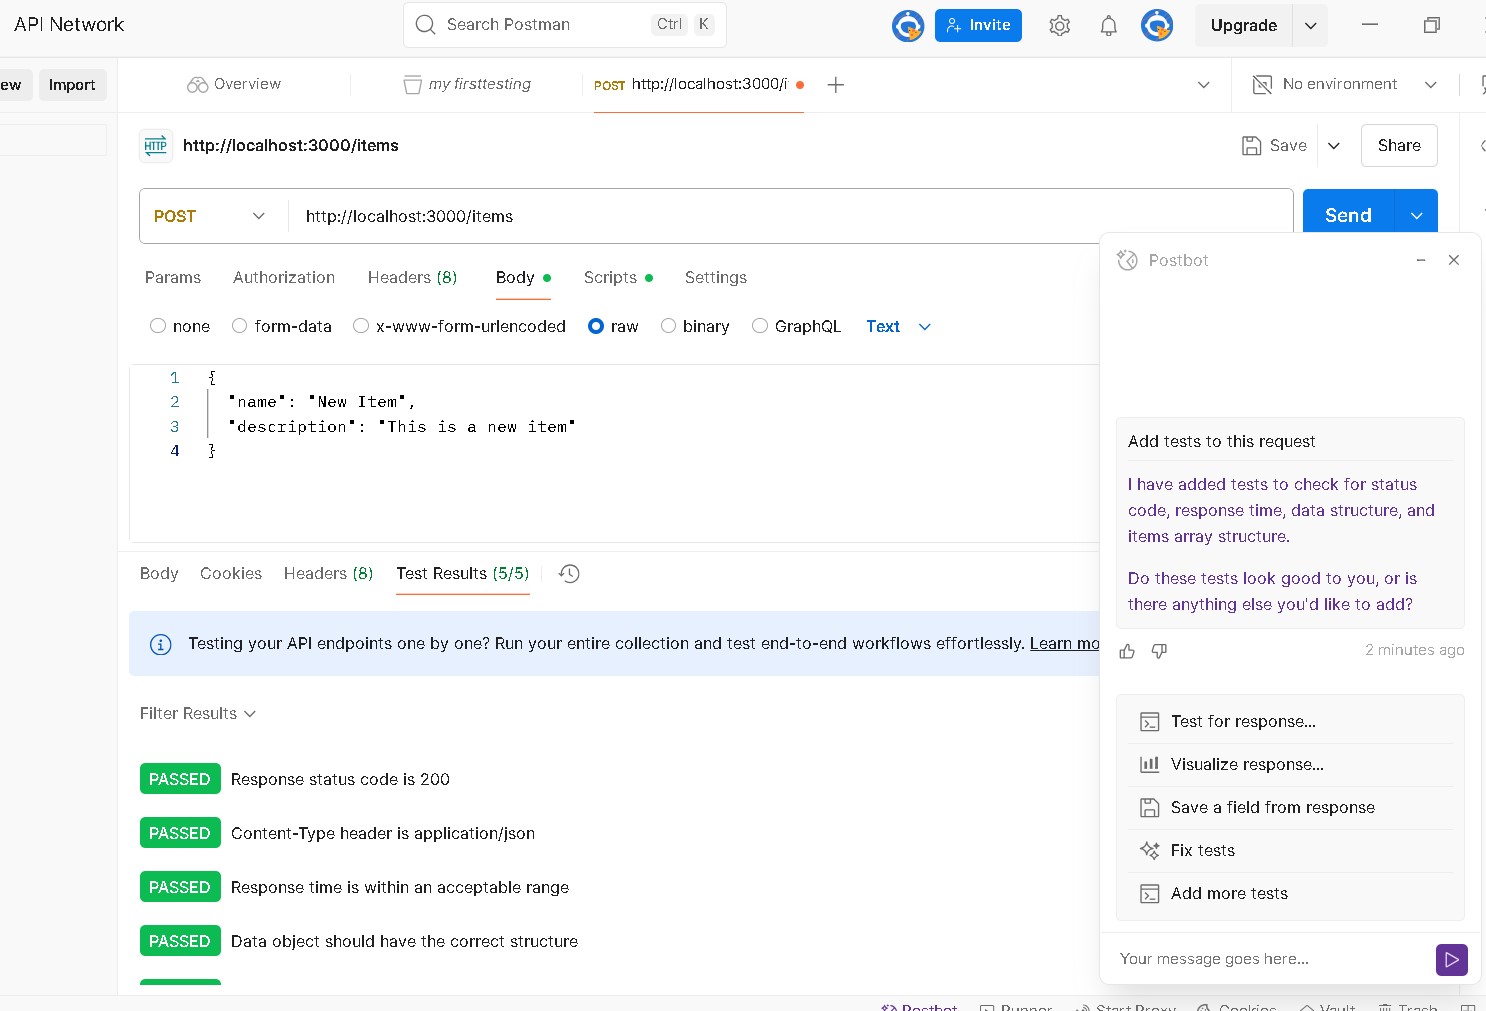 API Network
Search Postman Ctrl K
Invite
Upgrade
ew Import
Overview
my firsttesting
POST http://localhost:3000/i
No environment
HTTP http://localhost:3000/items
Save
Share
POST http://localhost:3000/items
Send
Params Authorization Headers (8) Body Scripts Settings
none form-data x-www-form-urlencoded raw binary GraphQL Text
1 {
2 "name": "New Item",
3 "description": "This is a new item"
4 }
Body Cookies Headers (8) Test Results (5/5)
Testing your API endpoints one by one? Run your entire collection and test end-to-end workflows effortlessly. Learn mo
Filter Results
PASSED Response status code is 200
PASSED Content-Type header is application/json
PASSED Response time is within an acceptable range
PASSED Data object should have the correct structure
Postbot
Add tests to this request
I have added tests to check for status
code, response time, data structure, and
items array structure.
Do these tests look good to you, or is
there anything else you'd like to add?
2 minutes ago
Test for response...
Visualize response...
Save a field from response
Fix tests
Add more tests
Your message goes here...
Postbot Runner Start Proxy Cookies Vault Trash